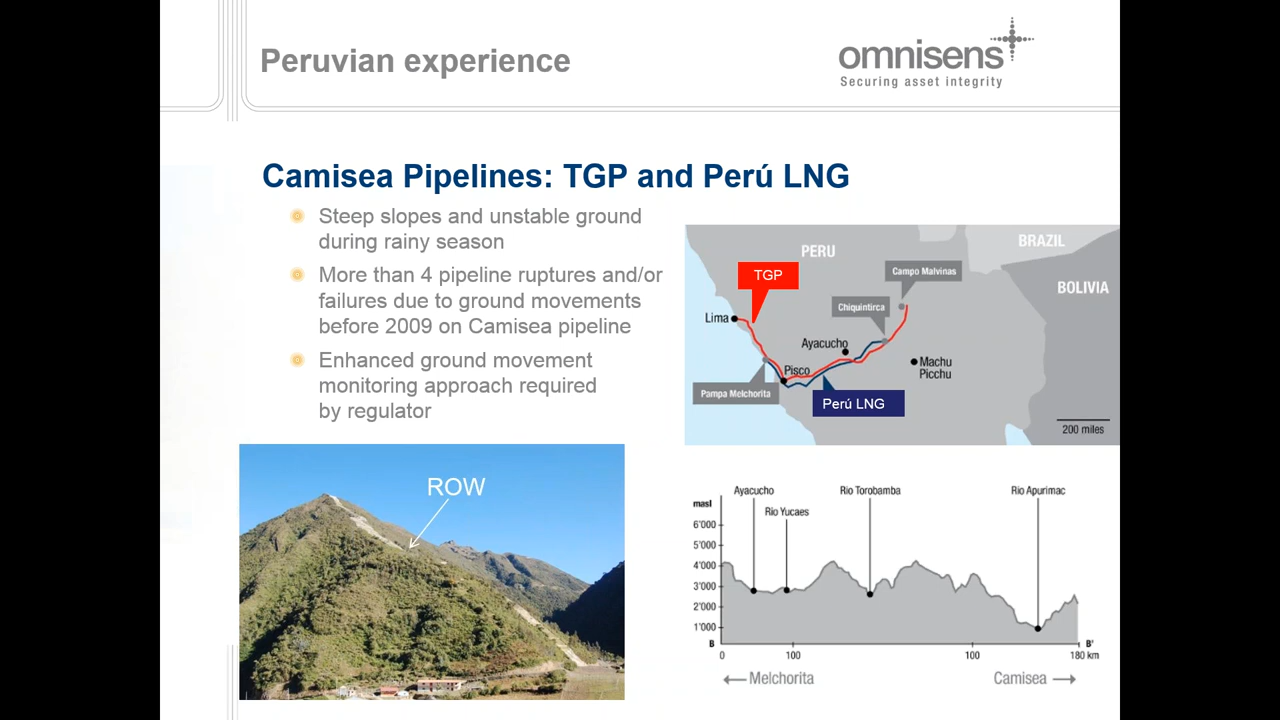 Peruvian experience
omnisens
Securing asset integrity
Camisea Pipelines: TGP and Perú LNG
Steep slopes and unstable ground
during rainy season
More than 4 pipeline ruptures and/or
failures due to ground movements
before 2009 on Camisea pipeline
Enhanced ground movement
monitoring approach required
by regulator
PERU
BRAZIL
BOLIVIA
TGP
Campo Malvinas
Chiquintirca
Lima
Ayacucho
Machu
Picchu
Pisco
Pampa Melchorita
Perú LNG
200 miles
ROW
Ayacucho
Rio Torobamba
Rio Apurimac
Rio Yucaes
masl
6'000
5'000
4'000
3'000
2'000
1'000
B
B'
0
100
100
180 km
Melchorita
Camisea